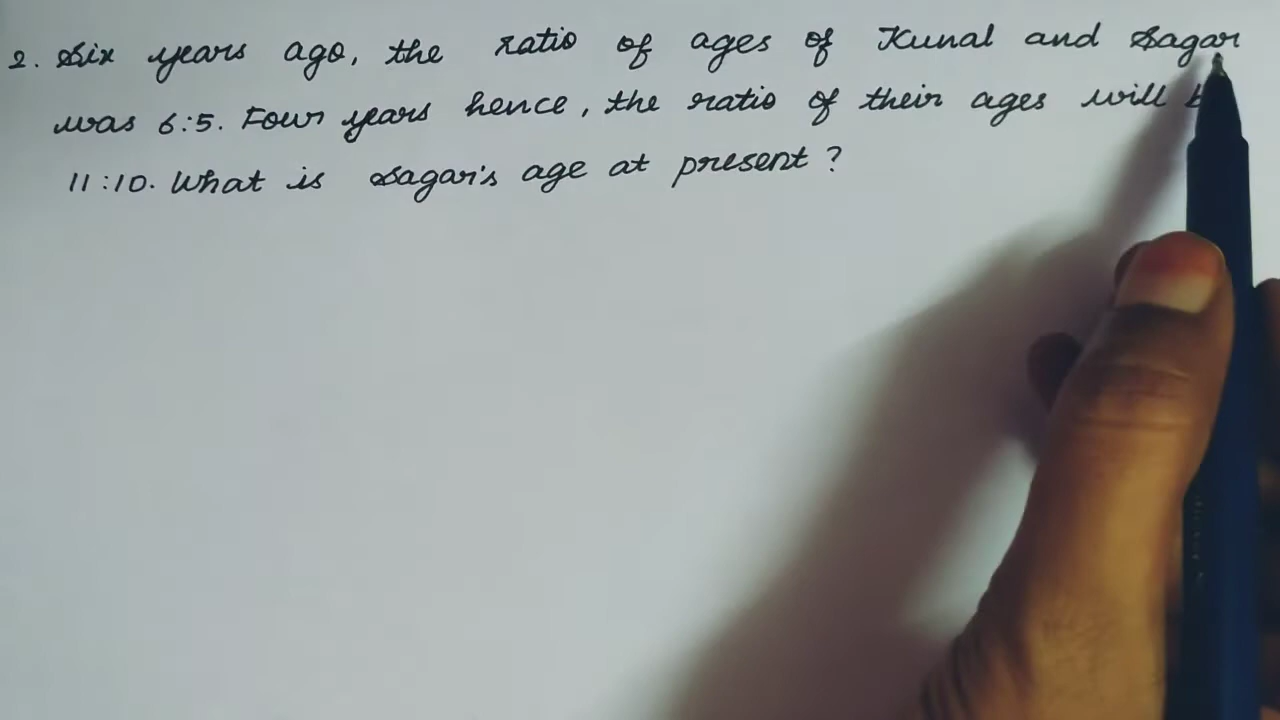 2. Six years ago, the ratio of ages of Kunal and Sagar
was 6:5. Four years hence, the ratio of their ages will
11:10. What is Sagar's age at present ?